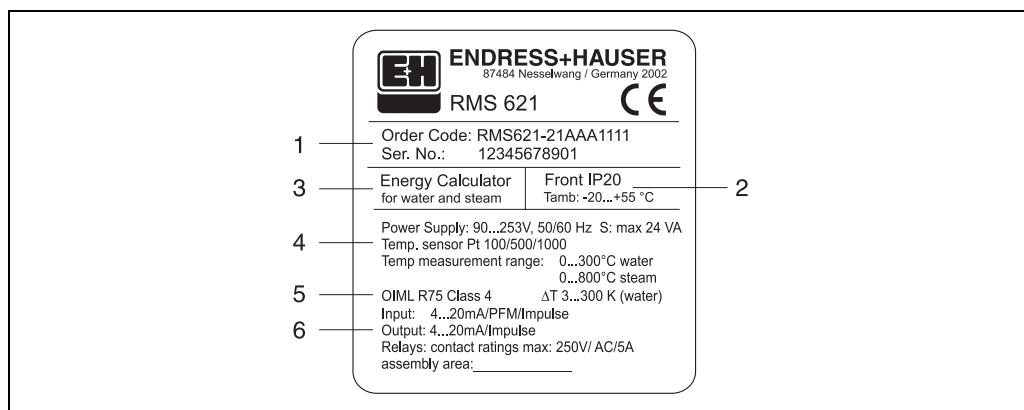 E+H
ENDRESS+HAUSER
87484 Nesselwang / Germany 2002
RMS 621
CE
1
Order Code: RMS621-21AAA1111
Ser. No.: 12345678901
3
Energy Calculator
for water and steam
Front IP20
Tamb: -20...+55 °C
2
4
Power Supply: 90...253V, 50/60 Hz S: max 24 VA
Temp. sensor Pt 100/500/1000
Temp measurement range: 0...300°C water
0...800°C steam
5
OIML R75 Class 4 ΔT 3...300 K (water)
Input: 4...20mA/PFM/Impulse
6
Output: 4...20mA/Impulse
Relays: contact ratings max: 250V/ AC/5A
assembly area:____________